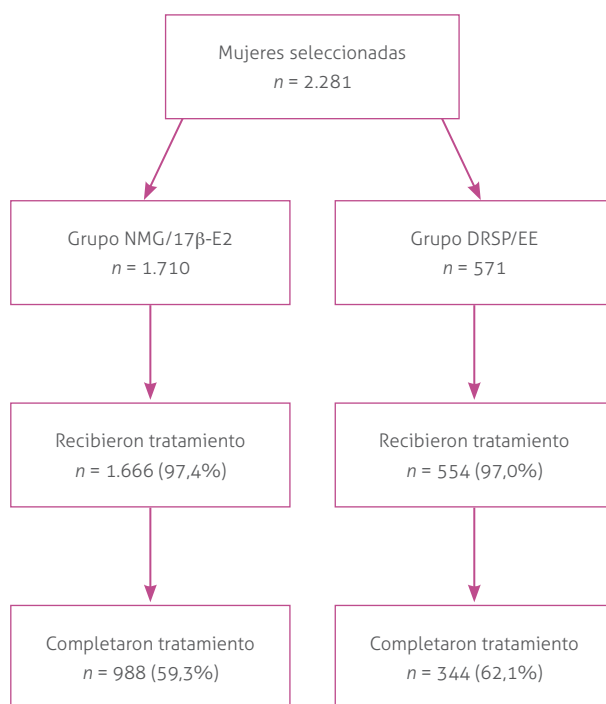 Mujeres seleccionadas
n = 2.281
Grupo NMG/17β-E2
n = 1.710
Grupo DRSP/EE
n = 571
Recibieron tratamiento
n = 1.666 (97,4%)
Recibieron tratamiento
n = 554 (97,0%)
Completaron tratamiento
n = 988 (59,3%)
Completaron tratamiento
n = 344 (62,1%)